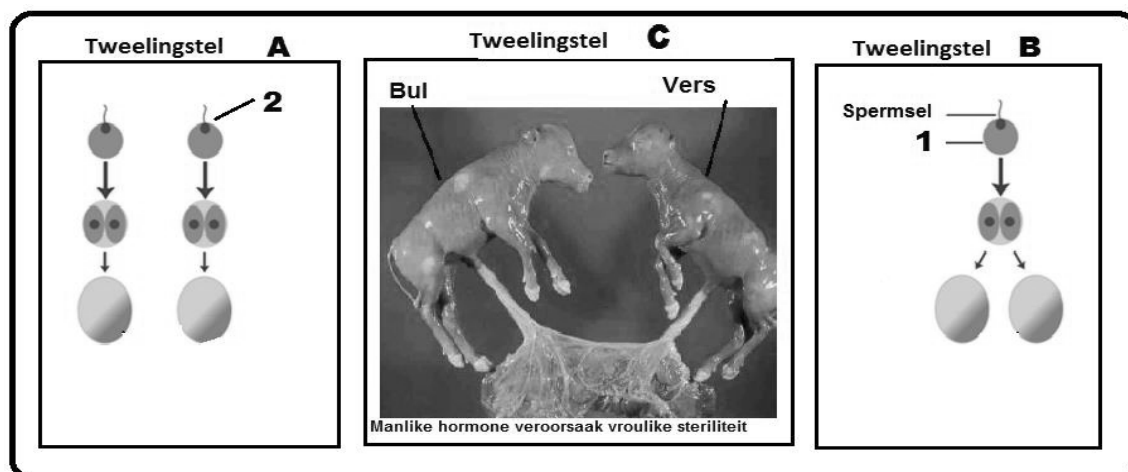 Tweelingstel A
2
Tweelingstel C
Bul
Vers
Manlike hormone veroorsaak vroulike steriliteit
Tweelingstel B
Spermsel
1